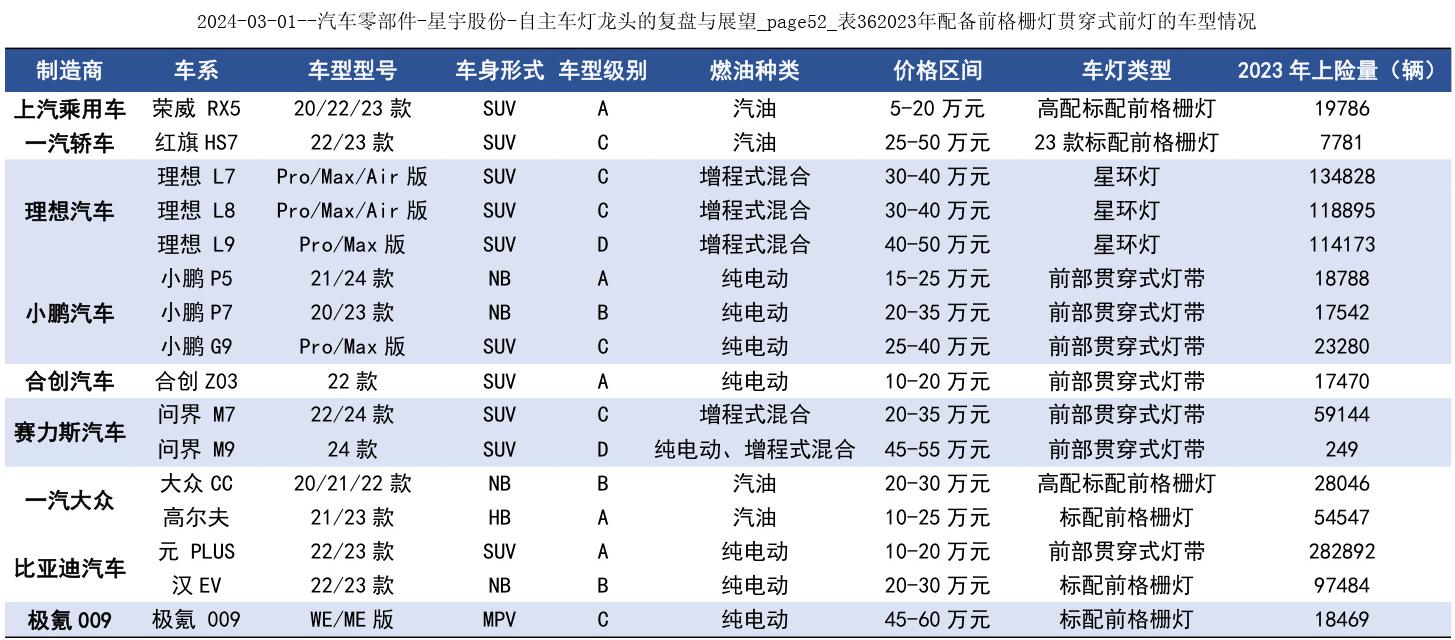 2024-03-01--汽车零部件-星宇股份-自主车灯龙头的复盘与展望_page52_表362023年配备前格栅灯贯穿式前灯的车型情况
制造商 车系 车型型号 车身形式 车型级别 燃油种类 价格区间 车灯类型 2023 年上险量（辆）
上汽乘用车 荣威 RX5 20/22/23 款 SUV A 汽油 5-20 万元 高配标配前格栅灯 19786
一汽轿车 红旗 HS7 22/23 款 SUV C 汽油 25-50 万元 23 款标配前格栅灯 7781
理想 L7 Pro/Max/Air 版 SUV C 增程式混合 30-40 万元 星环灯 134828
理想汽车 理想 L8 Pro/Max/Air 版 SUV C 增程式混合 30-40 万元 星环灯 118895
理想 L9 Pro/Max 版 SUV D 增程式混合 40-50 万元 星环灯 114173
小鹏 P5 21/24 款 NB A 纯电动 15-25 万元 前部贯穿式灯带 18788
小鹏汽车 小鹏 P7 20/23 款 NB B 纯电动 20-35 万元 前部贯穿式灯带 17542
小鹏 G9 Pro/Max 版 SUV C 纯电动 25-40 万元 前部贯穿式灯带 23280
合创汽车 合创 Z03 22 款 SUV A 纯电动 10-20 万元 前部贯穿式灯带 17470
赛力斯汽车 问界 M7 22/24 款 SUV C 增程式混合 20-35 万元 前部贯穿式灯带 59144
问界 M9 24 款 SUV D 纯电动、增程式混合 45-55 万元 前部贯穿式灯带 249
一汽大众 大众 CC 20/21/22 款 NB B 汽油 20-30 万元 高配标配前格栅灯 28046
高尔夫 21/23 款 HB A 汽油 10-25 万元 标配前格栅灯 54547
比亚迪汽车 元 PLUS 22/23 款 SUV A 纯电动 10-20 万元 前部贯穿式灯带 282892
汉 EV 22/23 款 NB B 纯电动 20-30 万元 标配前格栅灯 97484
极氪 009 极氪 009 WE/ME 版 MPV C 纯电动 45-60 万元 标配前格栅灯 18469